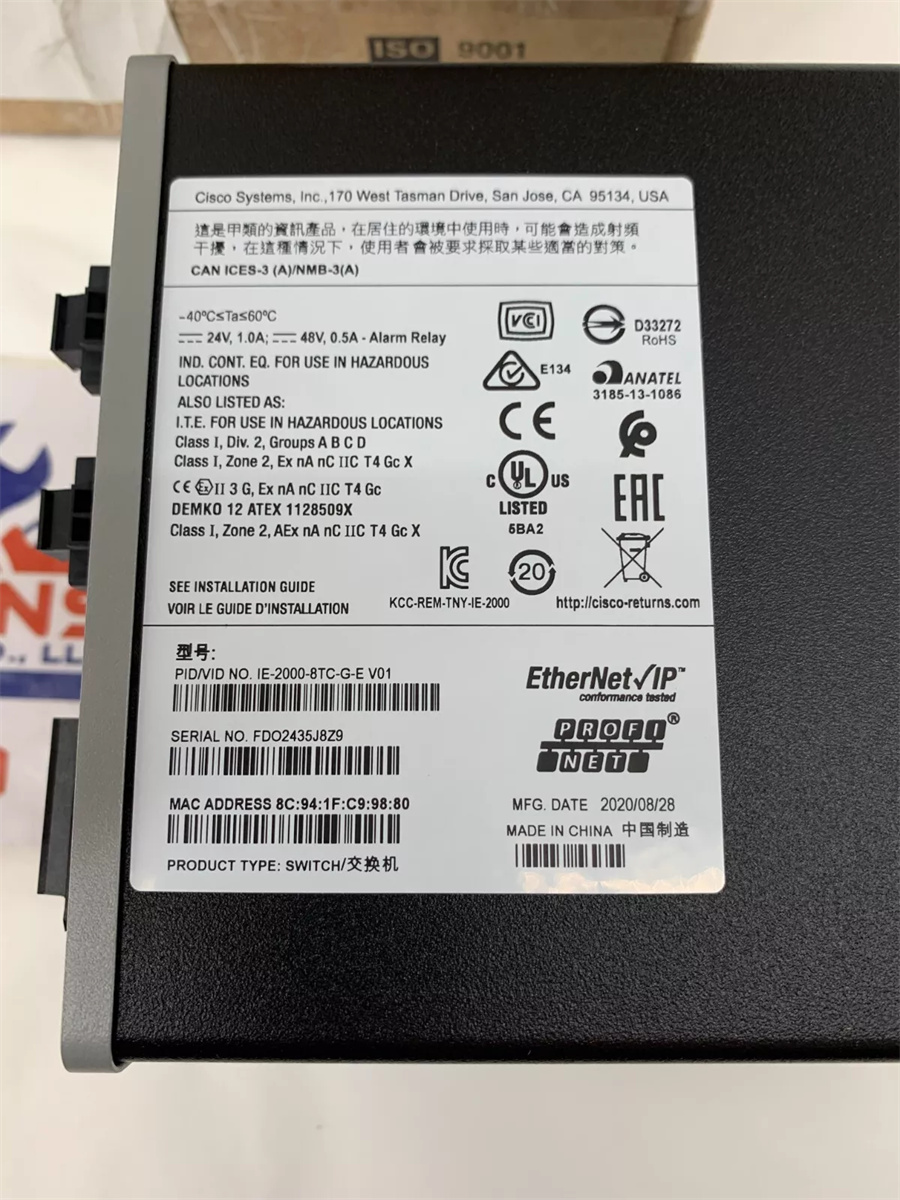 ISO 9001
Cisco Systems, Inc.,170 West Tasman Drive, San Jose, CA 95134, USA
這是甲類的資訊產品，在居住的環境中使用時，可能會造成射頻
干擾，在這種情況下，使用者會被要求採取某些適當的對策。
CAN ICES-3 (A)/NMB-3(A)
-40ºC≤Ta≤60ºC
24V, 1.0A; 48V, 0.5A - Alarm Relay
IND. CONT. EQ. FOR USE IN HAZARDOUS
LOCATIONS
ALSO LISTED AS:
I.T.E. FOR USE IN HAZARDOUS LOCATIONS
Class I, Div. 2, Groups A B C D
Class I, Zone 2, Ex nA nC IIC T4 Gc X
CE Ex II 3 G, Ex nA nC IIC T4 Gc
DEMKO 12 ATEX 1128509X
Class I, Zone 2, AEx nA nC IIC T4 Gc X
SEE INSTALLATION GUIDE
VOIR LE GUIDE D'INSTALLATION
VCI
D33272
RoHS
E134
ANATEL
3185-13-1086
CE
C UL US
LISTED
5BA2
EAC
KCC-REM-TNY-IE-2000
20
http://cisco-returns.com
型号:
PID/VID NO. IE-2000-8TC-G-E V01
SERIAL NO. FDO2435J8Z9
MAC ADDRESS 8C:94:1F:C9:98:80
PRODUCT TYPE: SWITCH/交换机
EtherNet/IP™
conformance tested
PROFI®
NET
MFG. DATE 2020/08/28
MADE IN CHINA 中国制造